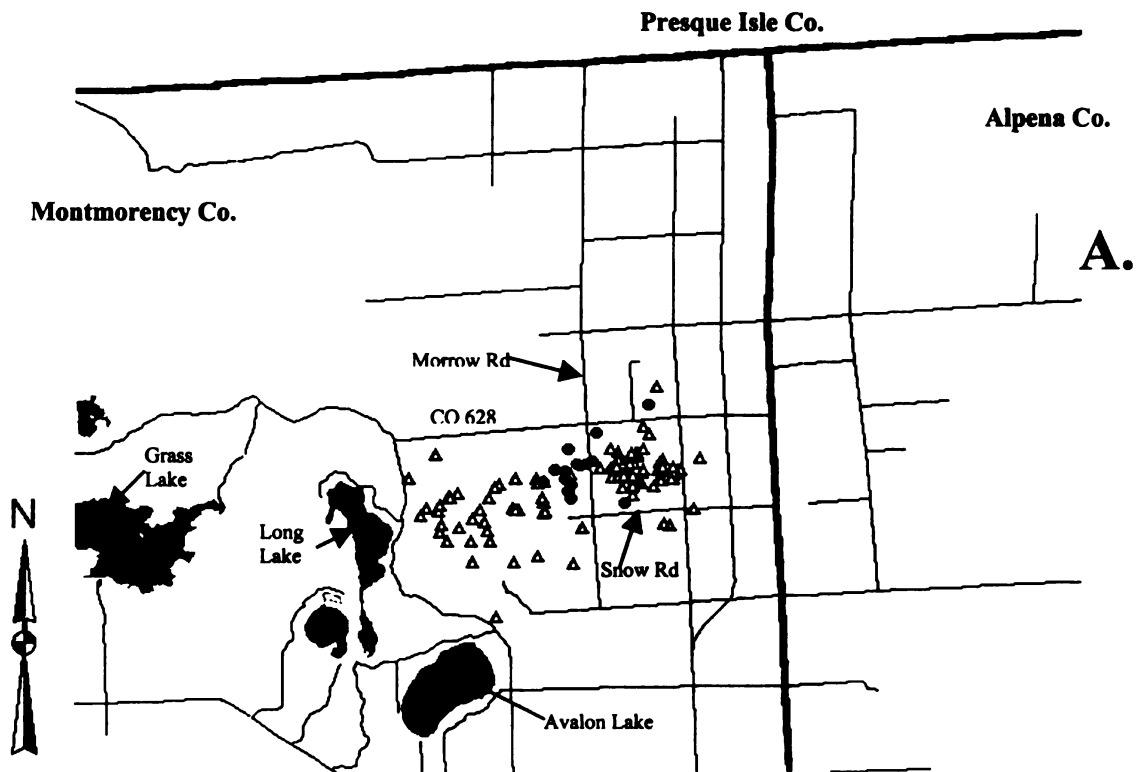 Presque Isle Co.
Alpena Co.
Montmorency Co.
A.
Morrow Rd
CO 628
Grass
Lake
N
Long
Lake
Snow Rd
Avalon Lake